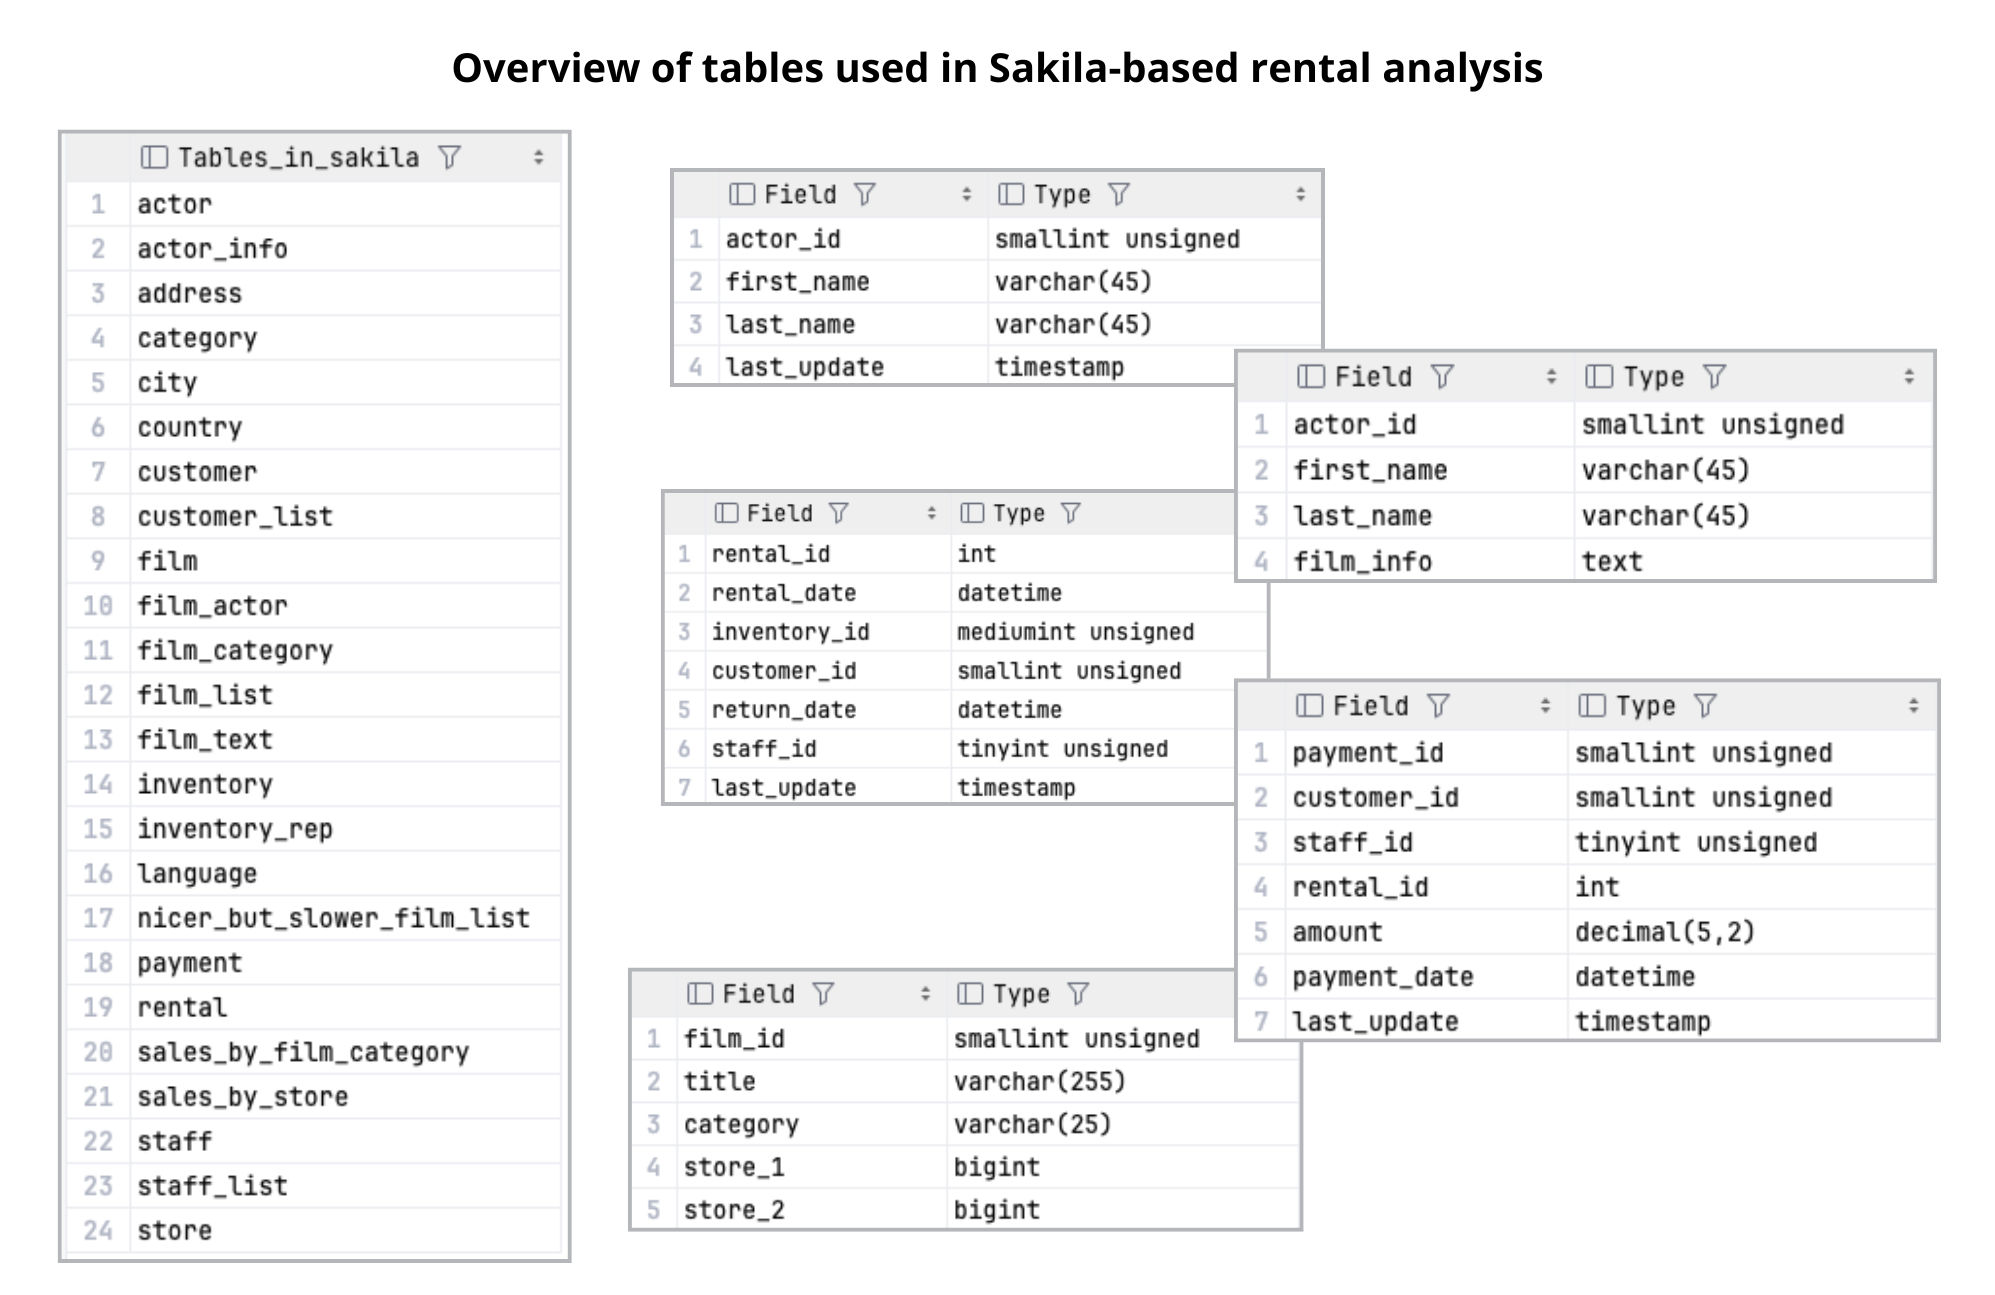 Overview of tables used in Sakila-based rental analysis
Tables_in_sakila
1 actor
2 actor_info
3 address
4 category
5 city
6 country
7 customer
8 customer_list
9 film
10 film_actor
11 film_category
12 film_list
13 film_text
14 inventory
15 inventory_rep
16 language
17 nicer_but_slower_film_list
18 payment
19 rental
20 sales_by_film_category
21 sales_by_store
22 staff
23 staff_list
24 store
Field Type
1 actor_id smallint unsigned
2 first_name varchar(45)
3 last_name varchar(45)
4 last_update timestamp
Field Type
1 actor_id smallint unsigned
2 first_name varchar(45)
3 last_name varchar(45)
4 film_info text
Field Type
1 rental_id int
2 rental_date datetime
3 inventory_id mediumint unsigned
4 customer_id smallint unsigned
5 return_date datetime
6 staff_id tinyint unsigned
7 last_update timestamp
Field Type
1 payment_id smallint unsigned
2 customer_id smallint unsigned
3 staff_id tinyint unsigned
4 rental_id int
5 amount decimal(5,2)
6 payment_date datetime
7 last_update timestamp
Field Type
1 film_id smallint unsigned
2 title varchar(255)
3 category varchar(25)
4 store_1 bigint
5 store_2 bigint